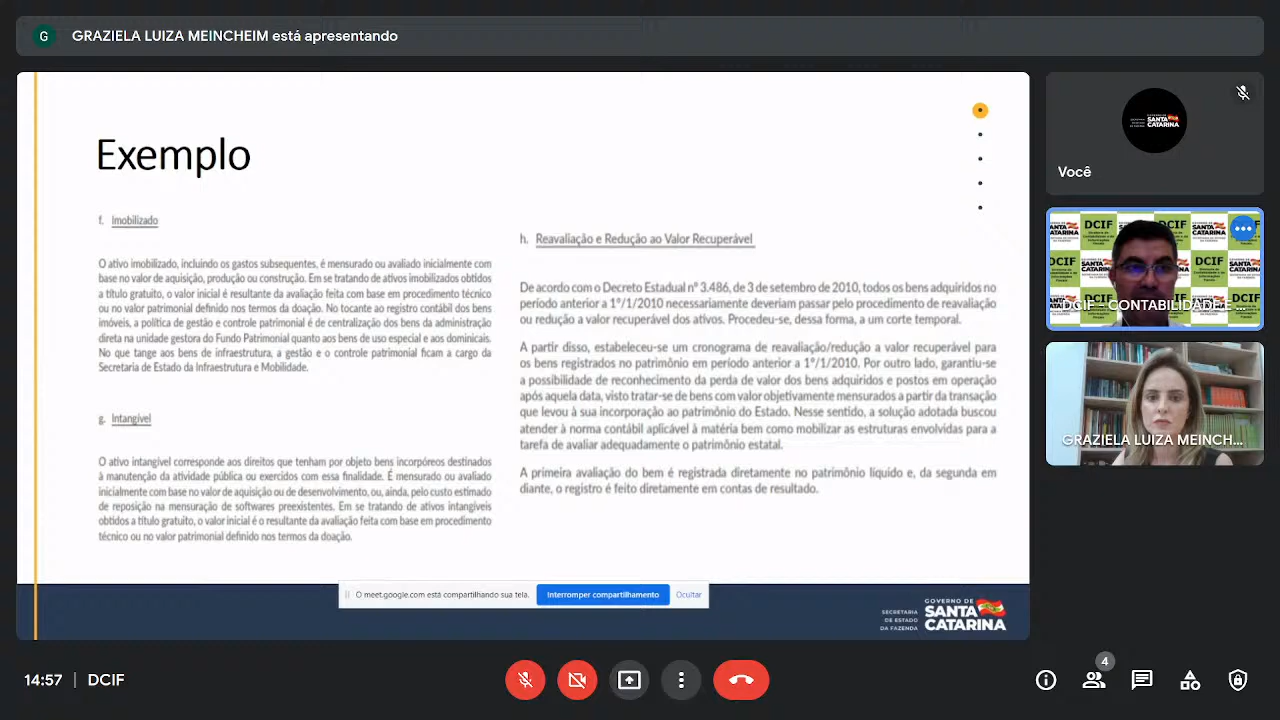 G GRAZIELA LUIZA MEINCHEIM está apresentando
Exemplo
f. Imobilizado
O ativo imobilizado, incluindo os gastos subsequentes, é mensurado ou avaliado inicialmente com
base no valor de aquisição, produção ou construção. Em se tratando de ativos imobilizados obtidos
a título gratuito, o valor inicial é resultante da avaliação feita com base em procedimento técnico
ou no valor patrimonial definido nos termos da doação. No tocante ao registro contábil dos bens
imóveis, a política de gestão e controle patrimonial é de centralização dos bens da administração
direta na unidade gestora do Fundo Patrimonial quanto aos bens de uso especial e aos dominicais.
No que tange aos bens de infraestrutura, a gestão e o controle patrimonial ficam a cargo da
Secretaria de Estado da Infraestrutura e Mobilidade.
g. Intangível
O ativo intangível corresponde aos direitos que tenham por objeto bens incorpóreos destinados
à manutenção da atividade pública ou exercidos com essa finalidade. É mensurado ou avaliado
inicialmente com base no valor de aquisição ou de desenvolvimento, ou, ainda, pelo custo estimado
de reposição na mensuração de softwares preexistentes. Em se tratando de ativos intangíveis
obtidos a título gratuito, o valor inicial é o resultante da avaliação feita com base em procedimento
técnico ou no valor patrimonial definido nos termos da doação.
h. Reavaliação e Redução ao Valor Recuperável
De acordo com o Decreto Estadual nº 3.486, de 3 de setembro de 2010, todos os bens adquiridos no
período anterior a 1º/1/2010 necessariamente deveriam passar pelo procedimento de reavaliação
ou redução a valor recuperável dos ativos. Procedeu-se, dessa forma, a um corte temporal.
A partir disso, estabeleceu-se um cronograma de reavaliação/redução a valor recuperável para
os bens registrados no patrimônio em período anterior a 1º/1/2010. Por outro lado, garantiu-se
a possibilidade de reconhecimento da perda de valor dos bens adquiridos e postos em operação
após aquela data, visto tratar-se de bens com valor objetivamente mensurados a partir da transação
que levou à sua incorporação ao patrimônio do Estado. Nesse sentido, a solução adotada buscou
atender à norma contábil aplicável à matéria bem como mobilizar as estruturas envolvidas para a
tarefa de avaliar adequadamente o patrimônio estatal.
A primeira avaliação do bem é registrada diretamente no patrimônio líquido e, da segunda em
diante, o registro é feito diretamente em contas de resultado.
O meet.google.com está compartilhando sua tela. Interromper compartilhamento Ocultar
SECRETARIA
DE ESTADO
DA FAZENDA
GOVERNO DE
SANTA
CATARINA
SANTA
CATARINA
Você
DCIF
DCIF - CONTABILIDADE E
GRAZIELA LUIZA MEINCH...
14:57 | DCIF
4